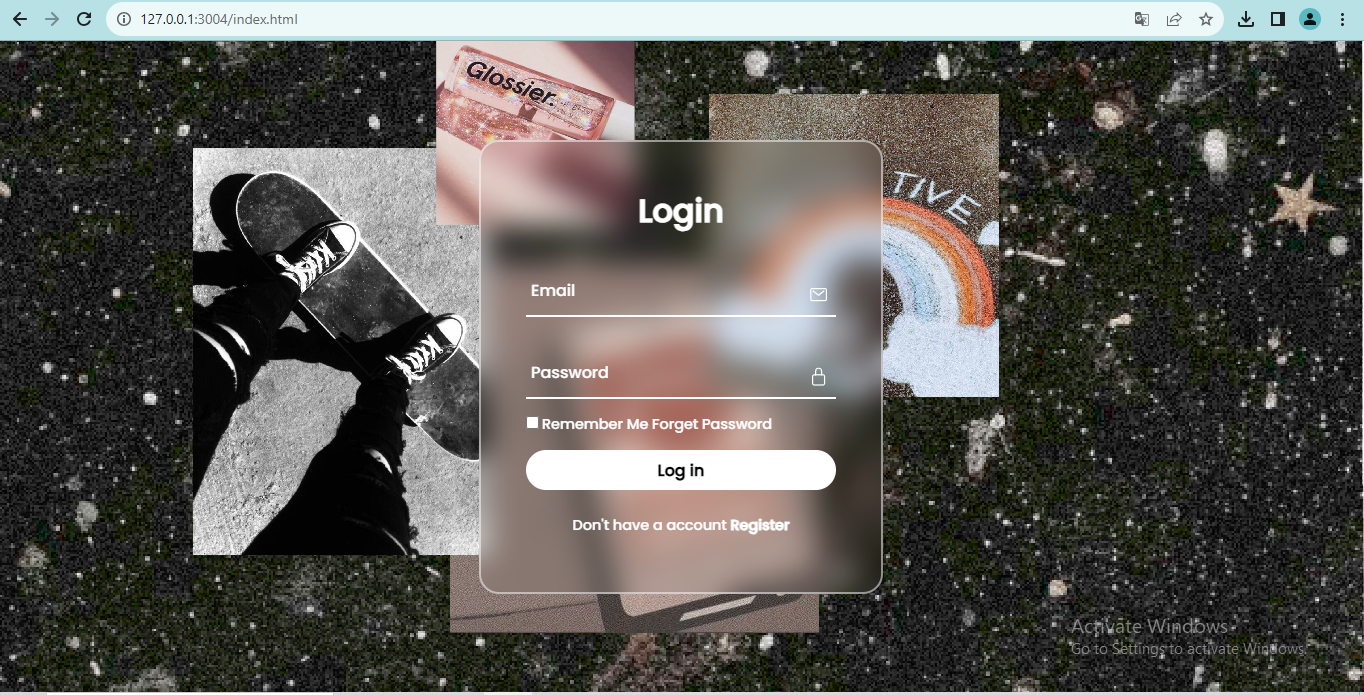 127.0.0.1:3004/index.html
Glossier.
TIVE
Login
Email
Password
Remember Me Forget Password
Log in
Don't have a account Register
Activate Windows
Go to Settings to activate Windows.